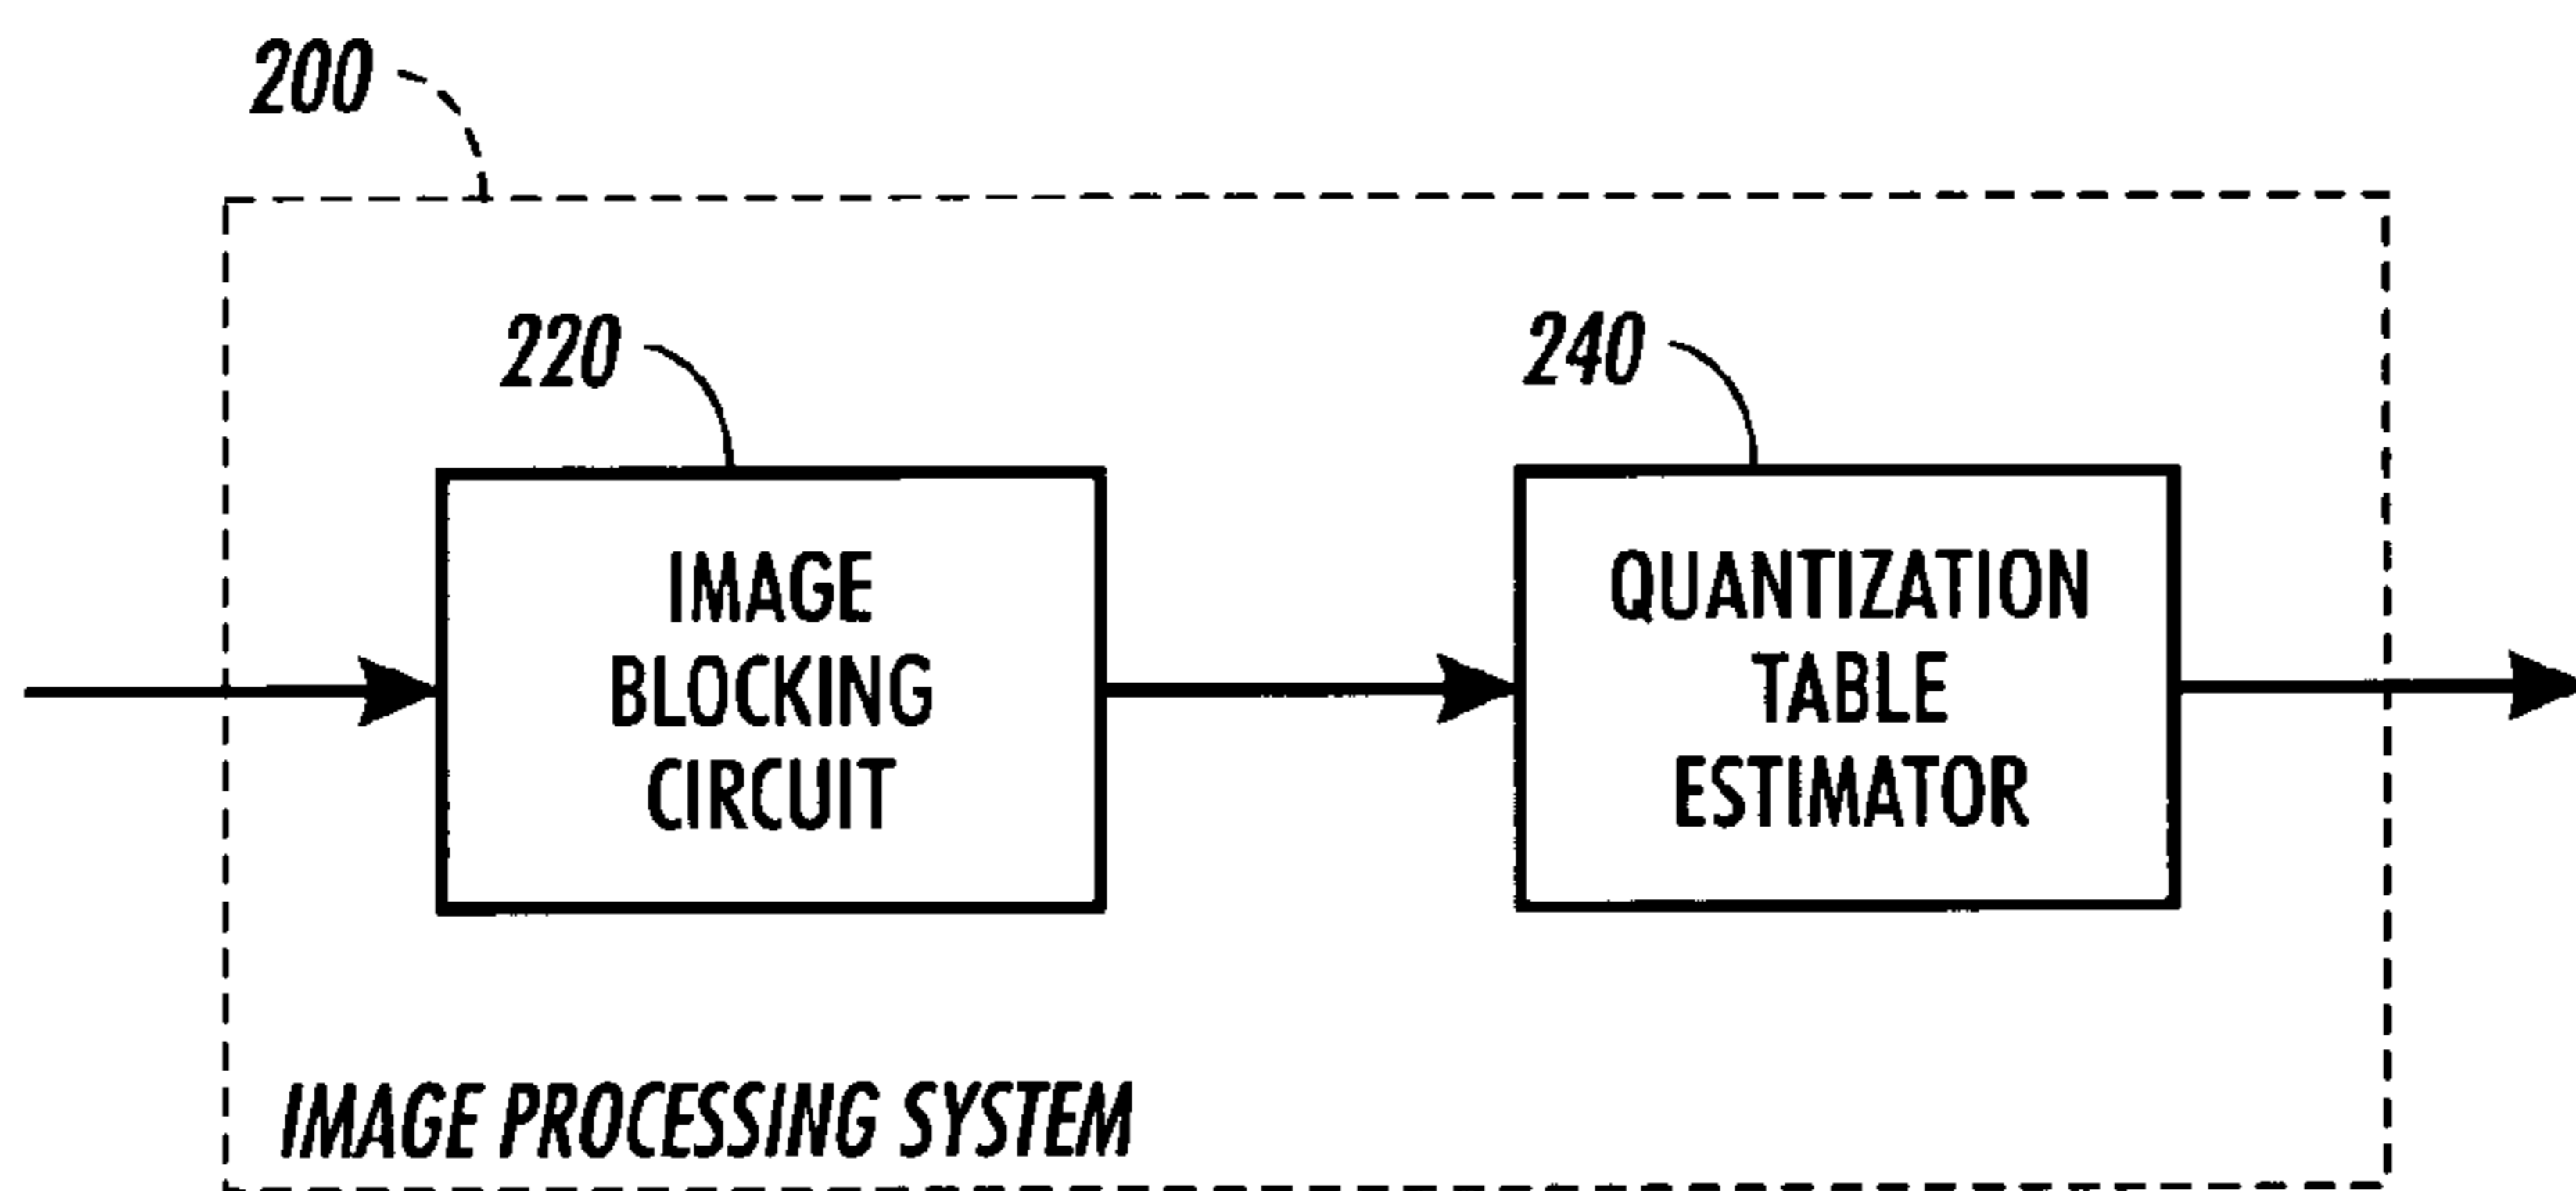 200
220
240
IMAGE
BLOCKING
CIRCUIT
QUANTIZATION
TABLE
ESTIMATOR
IMAGE PROCESSING SYSTEM